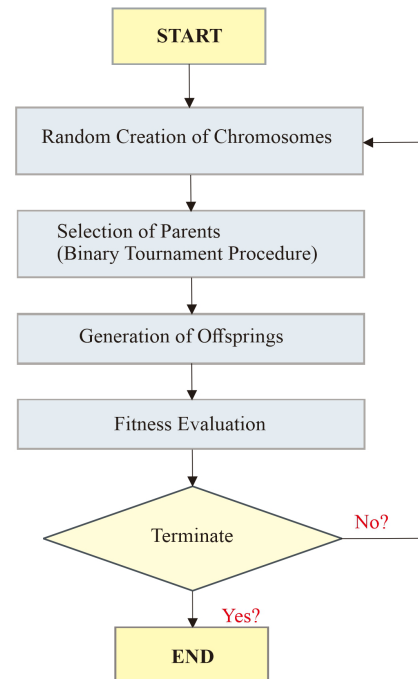 START
Random Creation of Chromosomes
Selection of Parents
(Binary Tournament Procedure)
Generation of Offsprings
Fitness Evaluation
Terminate
No?
Yes?
END